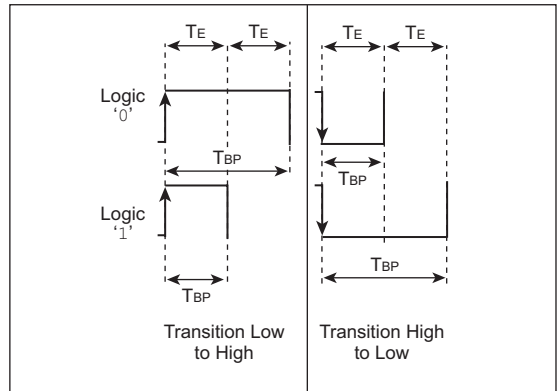 TE TE
Logic
'0'
TBP
Logic
'1'
TBP
Transition Low
to High
TE TE
TBP
TBP
Transition High
to Low